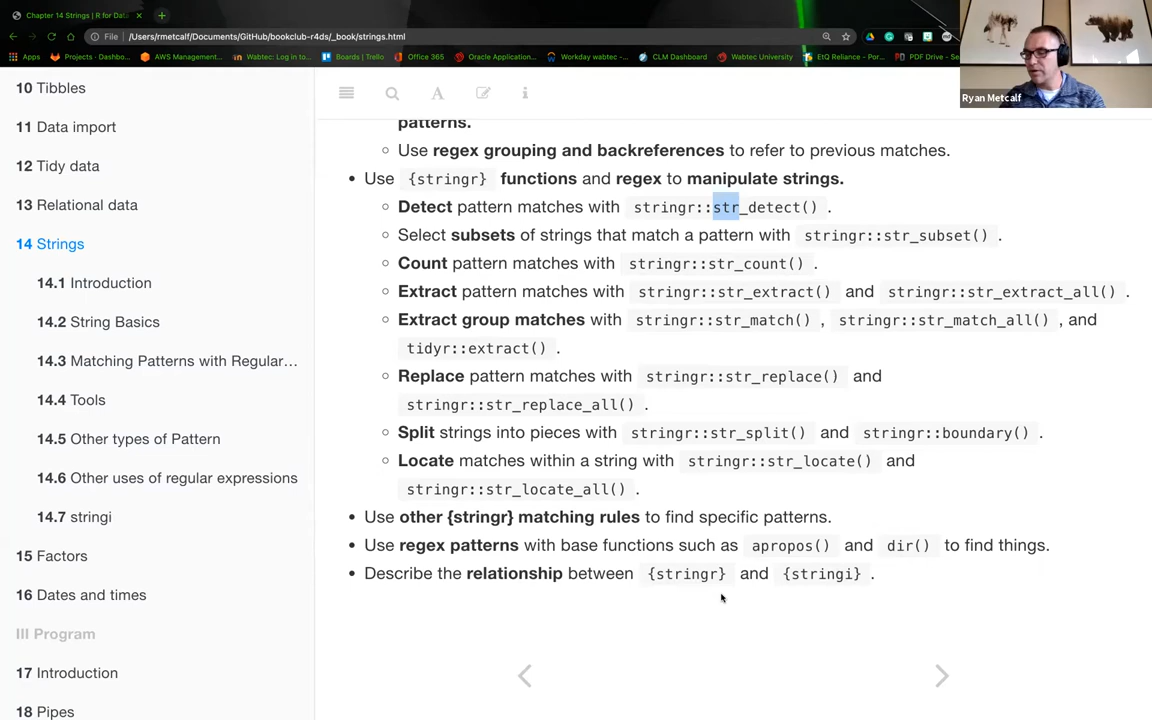 Chapter 14 Strings | R for Dat
File | /Users/rmetcalf/Documents/GitHub/bookclub-r4ds/_book/strings.html
Apps Projects - Dashbo... AWS Management... Wabtec: Log in to... Boards | Trello Office 365 Oracle Application... Workday wabtec -... CLM Dashboard Wabtec University EtQ Reliance - Por... PDF Drive - Sea
Ryan Metcalf
10 Tibbles
11 Data import
12 Tidy data
13 Relational data
14 Strings
14.1 Introduction
14.2 String Basics
14.3 Matching Patterns with Regular...
14.4 Tools
14.5 Other types of Pattern
14.6 Other uses of regular expressions
14.7 stringi
15 Factors
16 Dates and times
III Program
17 Introduction
18 Pipes
patterns.
Use regex grouping and backreferences to refer to previous matches.
Use {stringr} functions and regex to manipulate strings.
Detect pattern matches with stringr::str_detect() .
Select subsets of strings that match a pattern with stringr::str_subset() .
Count pattern matches with stringr::str_count() .
Extract pattern matches with stringr::str_extract() and stringr::str_extract_all() .
Extract group matches with stringr::str_match() , stringr::str_match_all() , and
tidyr::extract() .
Replace pattern matches with stringr::str_replace() and
stringr::str_replace_all() .
Split strings into pieces with stringr::str_split() and stringr::boundary() .
Locate matches within a string with stringr::str_locate() and
stringr::str_locate_all() .
Use other {stringr} matching rules to find specific patterns.
Use regex patterns with base functions such as apropos() and dir() to find things.
Describe the relationship between {stringr} and {stringi} .